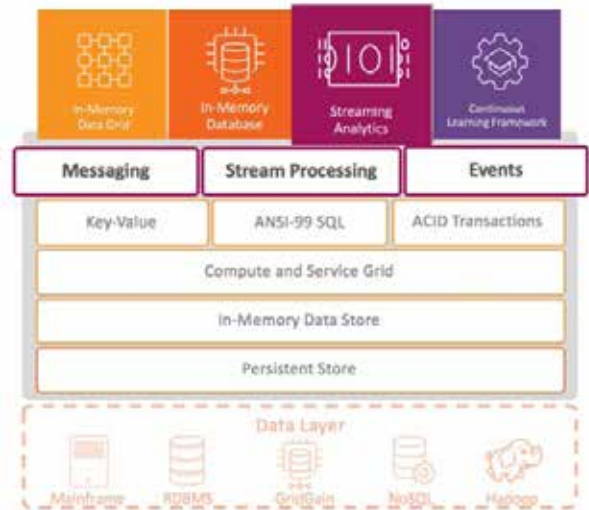 In-Memory
Data Grid
In-Memory
Database
Streaming
Analytics
Continuous
Learning Framework
Messaging
Stream Processing
Events
Key-Value
ANSI-99 SQL
ACID Transactions
Compute and Service Grid
In-Memory Data Store
Persistent Store
Data Layer
Mainframe
RDBMS
GridGain
NoSQL
Hadoop